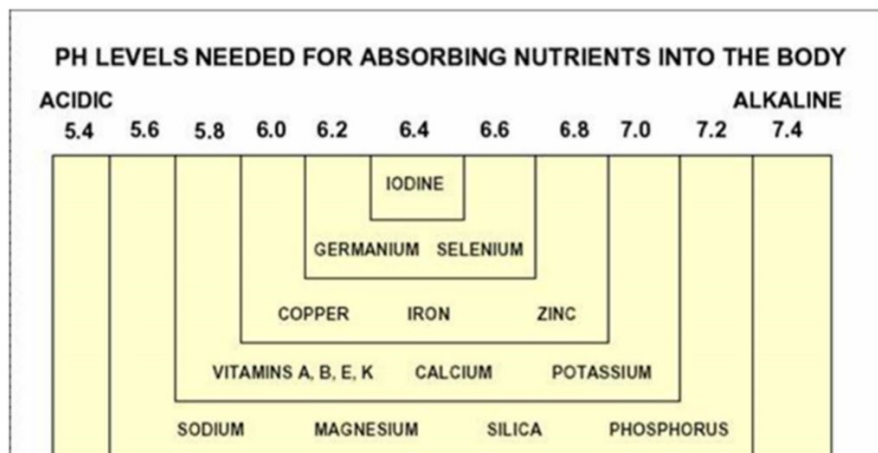 PH LEVELS NEEDED FOR ABSORBING NUTRIENTS INTO THE BODY
ACIDIC ALKALINE
5.4 5.6 5.8 6.0 6.2 6.4 6.6 6.8 7.0 7.2 7.4
IODINE
GERMANIUM SELENIUM
COPPER IRON ZINC
VITAMINS A, B, E, K CALCIUM POTASSIUM
SODIUM MAGNESIUM SILICA PHOSPHORUS